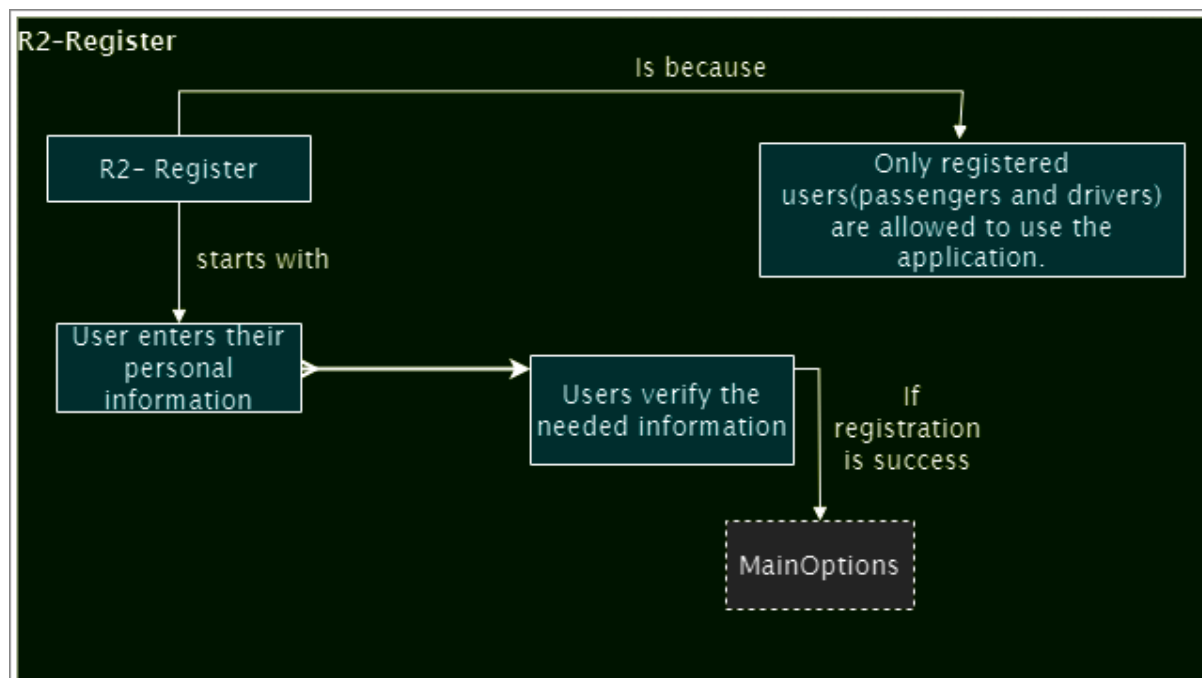 R2-Register
Is because
R2- Register
Only registered
users(passengers and drivers)
are allowed to use the
application.
starts with
User enters their
personal
information
Users verify the
needed information
If
registration
is success
MainOptions